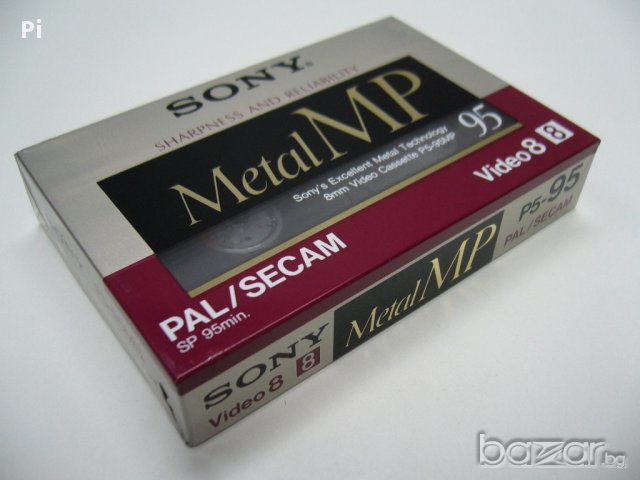 Pi
SONY®
SHARPNESS AND RELIABILITY
Metal MP
Sony's Excellent Metal Technology
8mm Video Cassette P5-95MP
95
Video 8 8
PAL/SECAM
SP 95min.
SONY
Video 8 8
Metal MP
P5-95
PAL/SECAM
bazar.bg